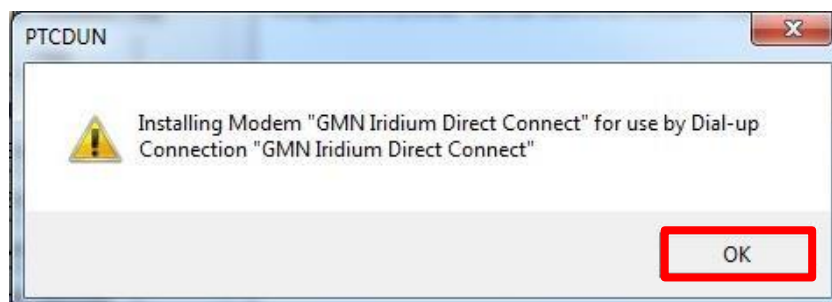 PTCDUN
Installing Modem "GMN Iridium Direct Connect" for use by Dial-up
Connection "GMN Iridium Direct Connect"
OK